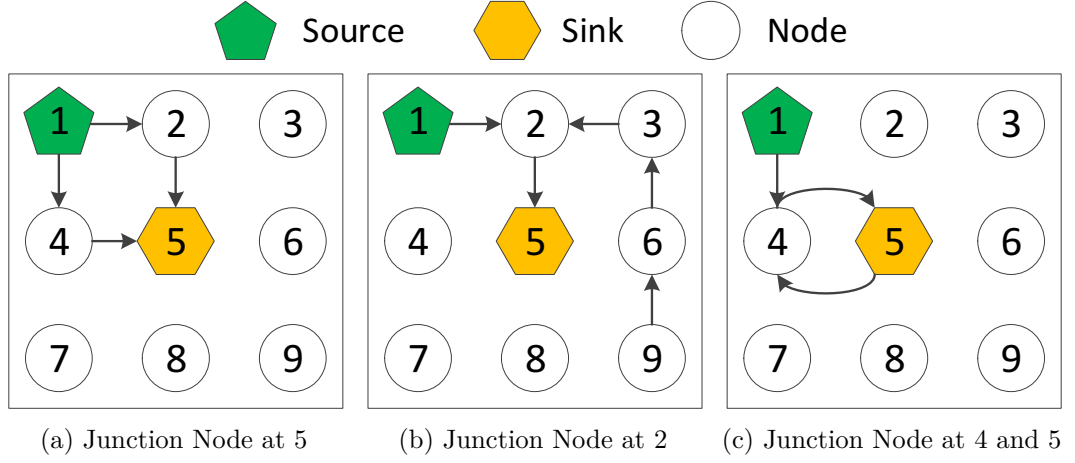 Source Sink Node
1 2 3 1 2 3 1 2 3
4 5 6 4 5 6 4 5 6
7 8 9 7 8 9 7 8 9
(a) Junction Node at 5 (b) Junction Node at 2 (c) Junction Node at 4 and 5